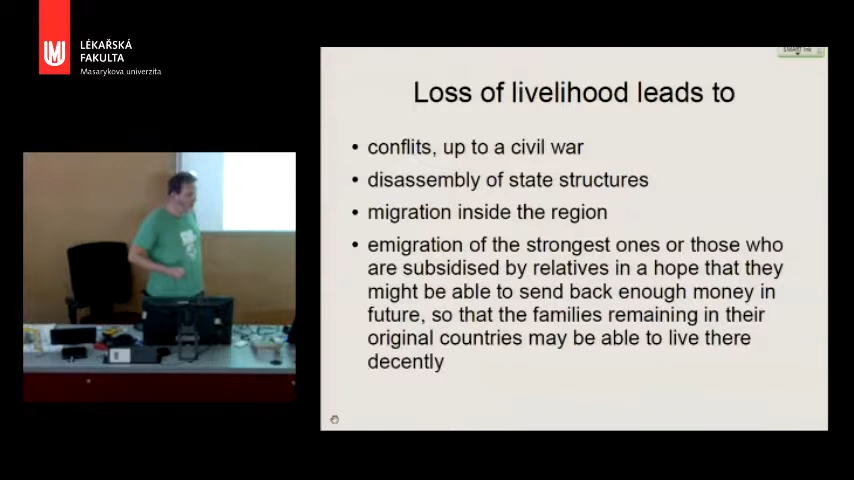 LÉKAŘSKÁ
FAKULTA
Masarykova univerzita
Loss of livelihood leads to
• conflits, up to a civil war
• disassembly of state structures
• migration inside the region
• emigration of the strongest ones or those who
are subsidised by relatives in a hope that they
might be able to send back enough money in
future, so that the families remaining in their
original countries may be able to live there
decently